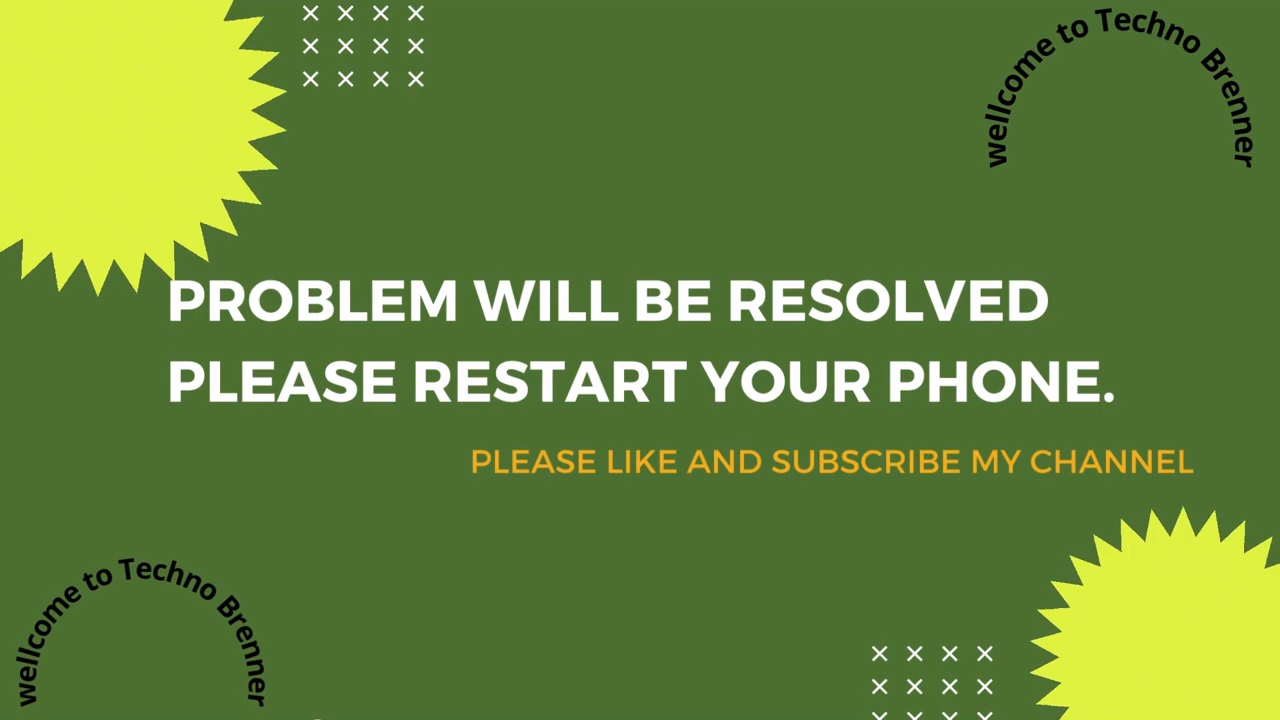 wellcome to Techno Brenner
PROBLEM WILL BE RESOLVED
PLEASE RESTART YOUR PHONE.
PLEASE LIKE AND SUBSCRIBE MY CHANNEL
wellcome to Techno Brenner